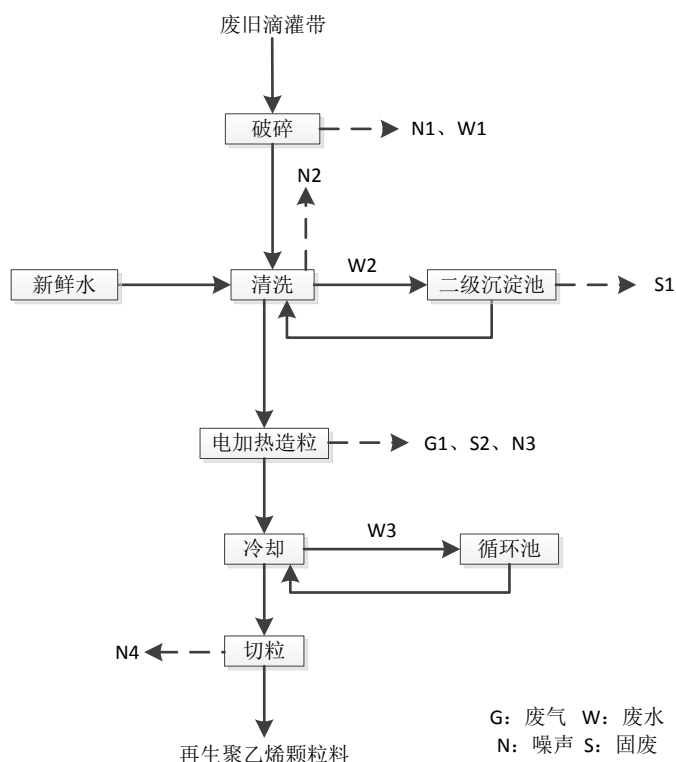 废旧滴灌带
破碎
N1、W1
N2
新鲜水
清洗
W2
二级沉淀池
S1
电加热造粒
G1、S2、N3
冷却
W3
循环池
N4
切粒
再生聚乙烯颗粒料
G：废气 W：废水
N：噪声 S：固废